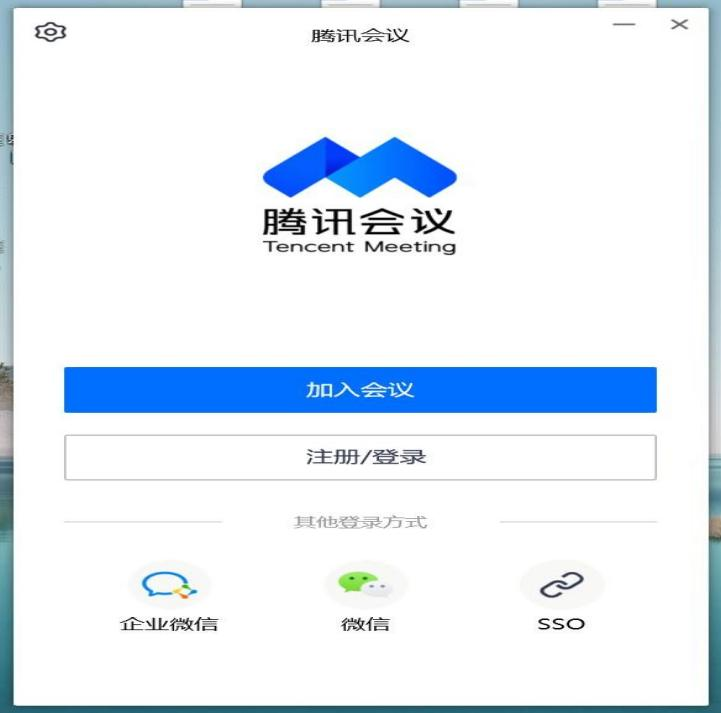 腾讯会议
腾讯会议
Tencent Meeting
加入会议
注册/登录
其他登录方式
企业微信
微信
SSO